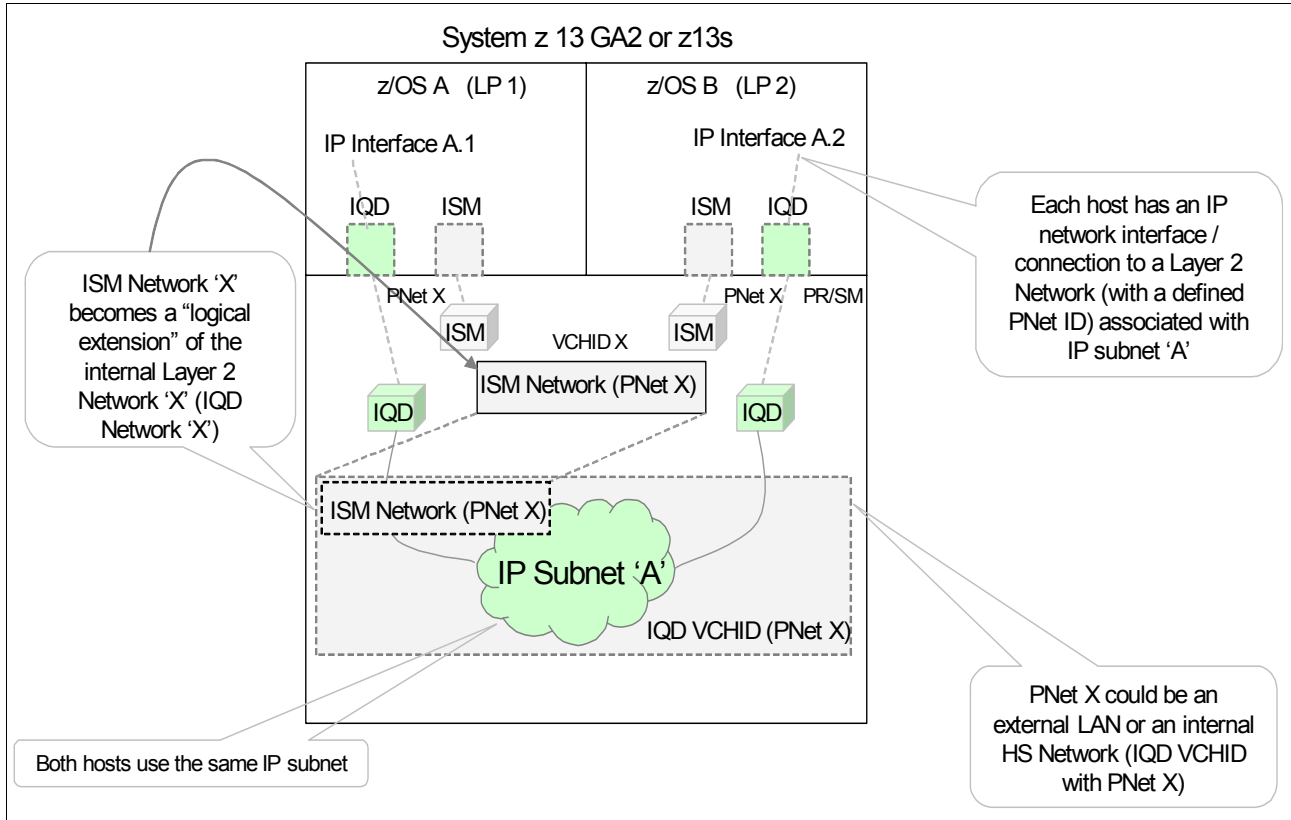 System z 13 GA2 or z13s
z/OS A (LP 1)
z/OS B (LP 2)
IP Interface A.1
IP Interface A.2
IQD
ISM
ISM
IQD
PNet X
PNet X
PR/SM
ISM
ISM
VCHID X
ISM Network (PNet X)
IQD
IQD
ISM Network (PNet X)
IP Subnet ‘A’
IQD VCHID (PNet X)
ISM Network ‘X’
becomes a “logical
extension” of the
internal Layer 2
Network ‘X’ (IQD
Network ‘X’)
Each host has an IP
network interface /
connection to a Layer 2
Network (with a defined
PNet ID) associated with
IP subnet ‘A’
Both hosts use the same IP subnet
PNet X could be an
external LAN or an internal
HS Network (IQD VCHID
with PNet X)